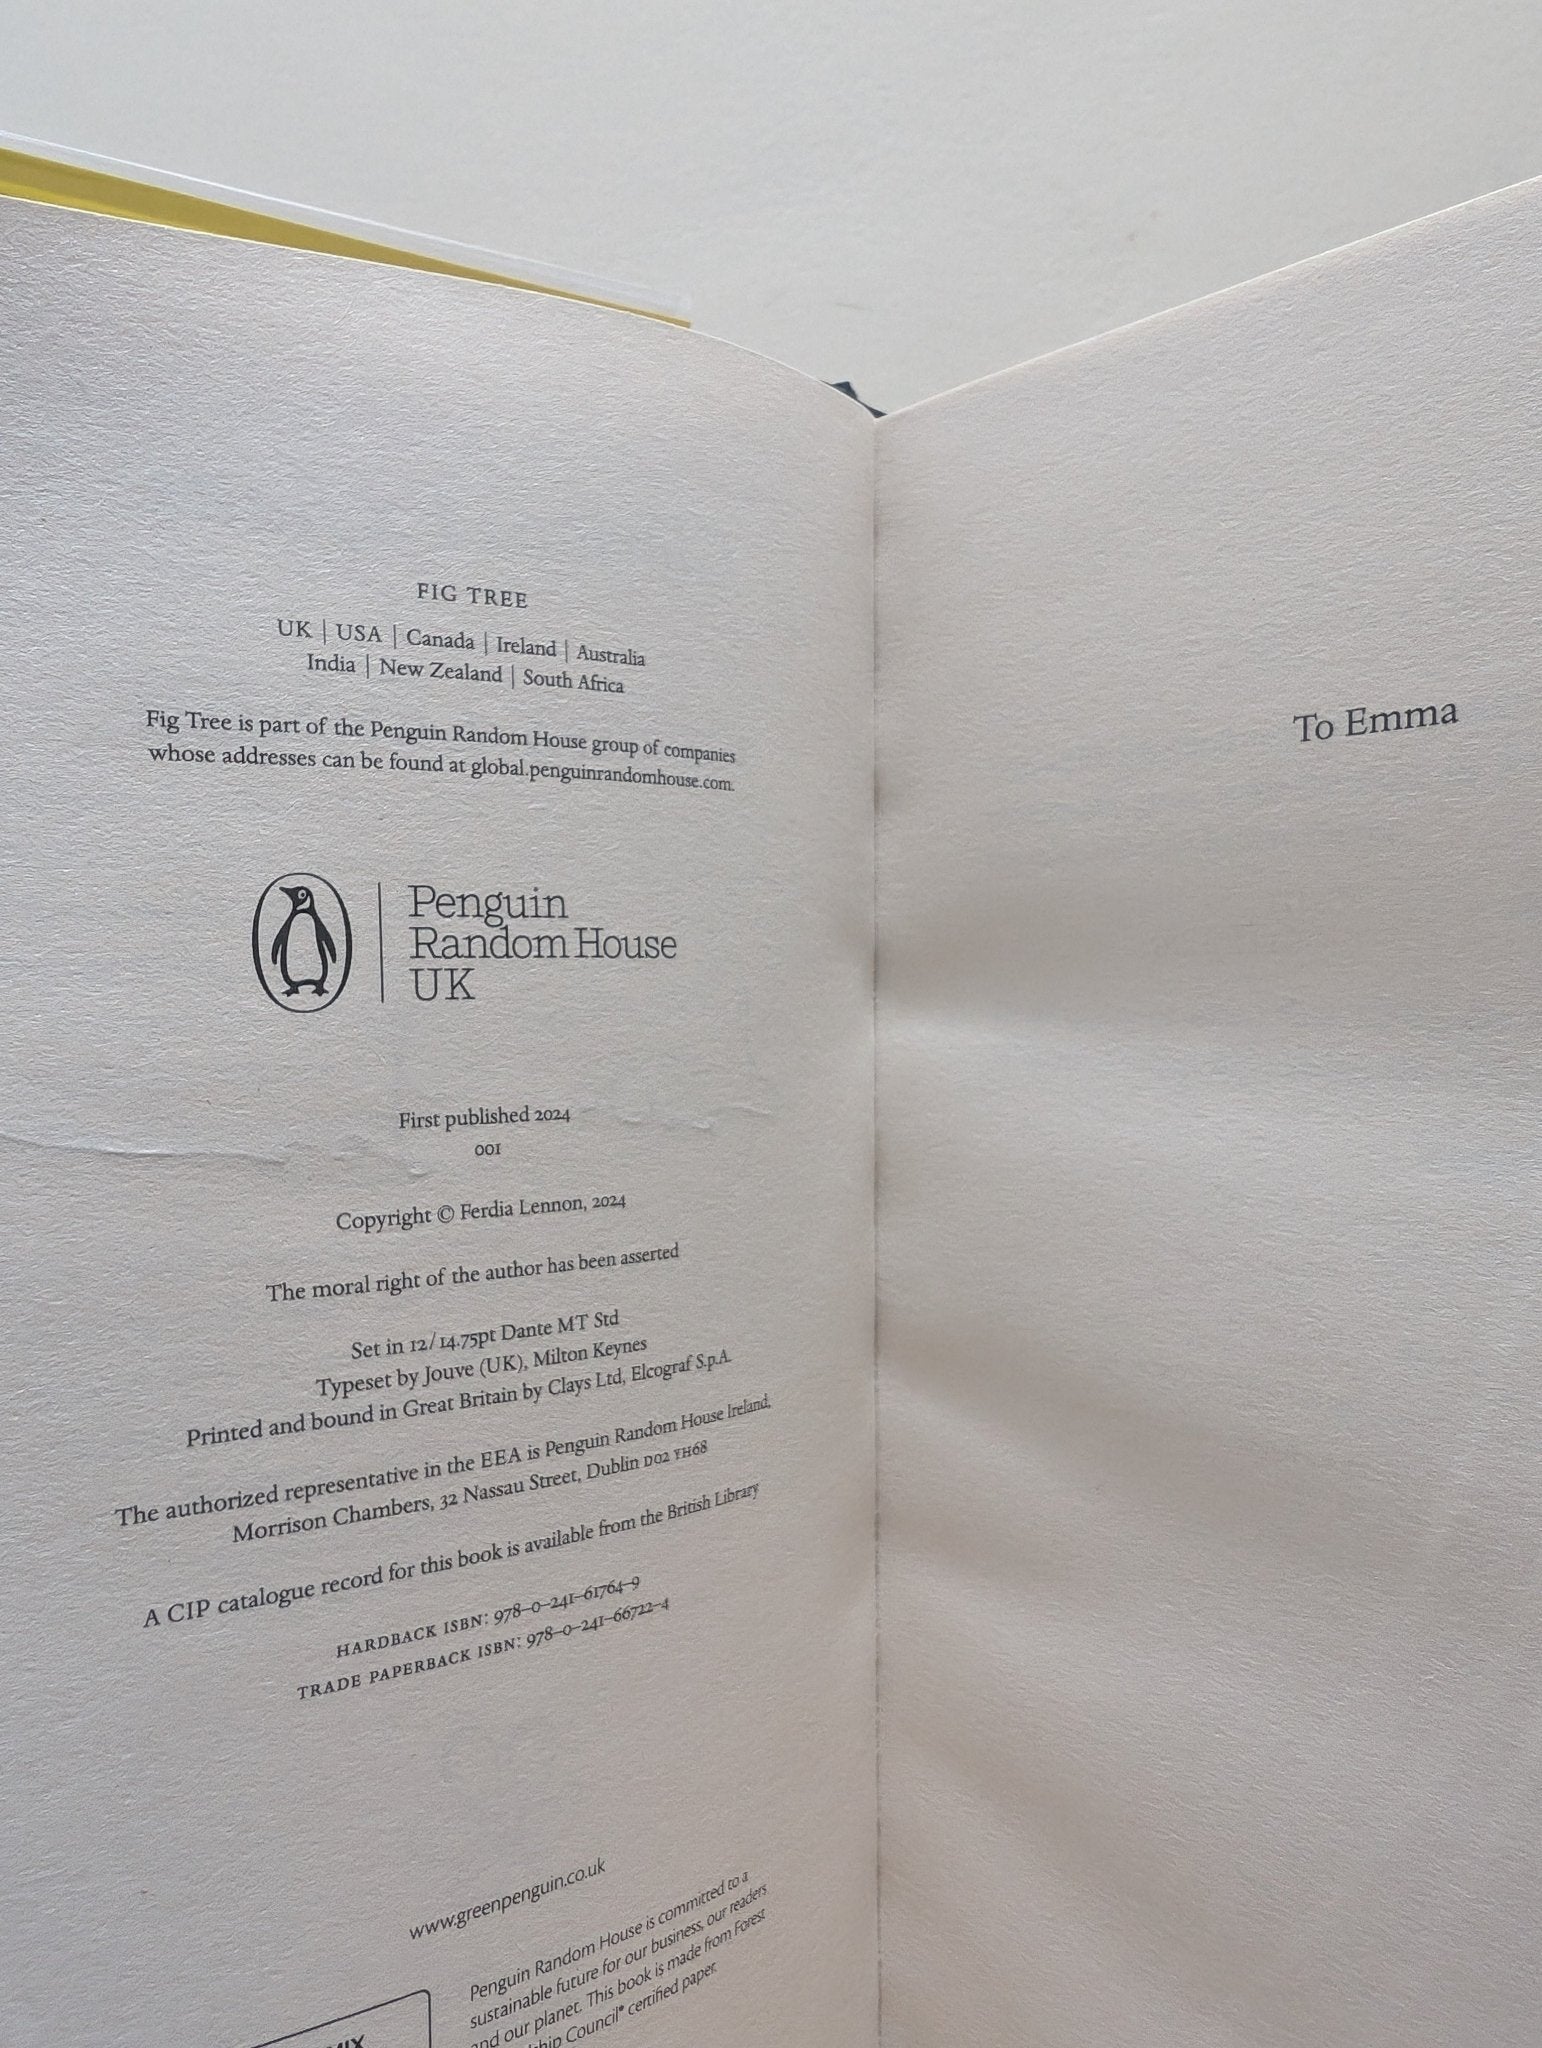 FIG TREE
UK | USA | Canada | Ireland | Australia
India | New Zealand | South Africa
Fig Tree is part of the Penguin Random House group of companies
whose addresses can be found at global.penguinrandomhouse.com.
Penguin
Random House
UK
First published 2024
001
Copyright © Ferdia Lennon, 2024
The moral right of the author has been asserted
Set in 12/14.75pt Dante MT Std
Typeset by Jouve (UK), Milton Keynes
Printed and bound in Great Britain by Clays Ltd, Elcograf S.p.A.
The authorized representative in the EEA is Penguin Random House Ireland,
Morrison Chambers, 32 Nassau Street, Dublin D02 YH68
A CIP catalogue record for this book is available from the British Library
HARDBACK ISBN: 978–0–241–61764–9
TRADE PAPERBACK ISBN: 978–0–241–66722–4
www.greenpenguin.co.uk
Penguin Random House is committed to a
sustainable future for our business, our readers
and our planet. This book is made from Forest
Council® certified paper.
To Emma